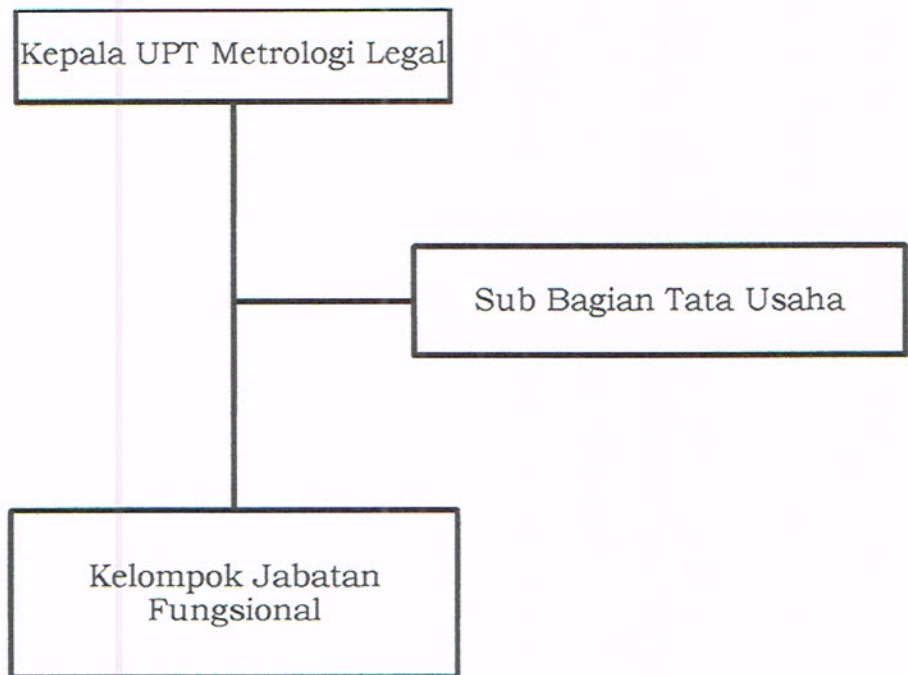 Kepala UPT Metrologi Legal
Sub Bagian Tata Usaha
Kelompok Jabatan
Fungsional